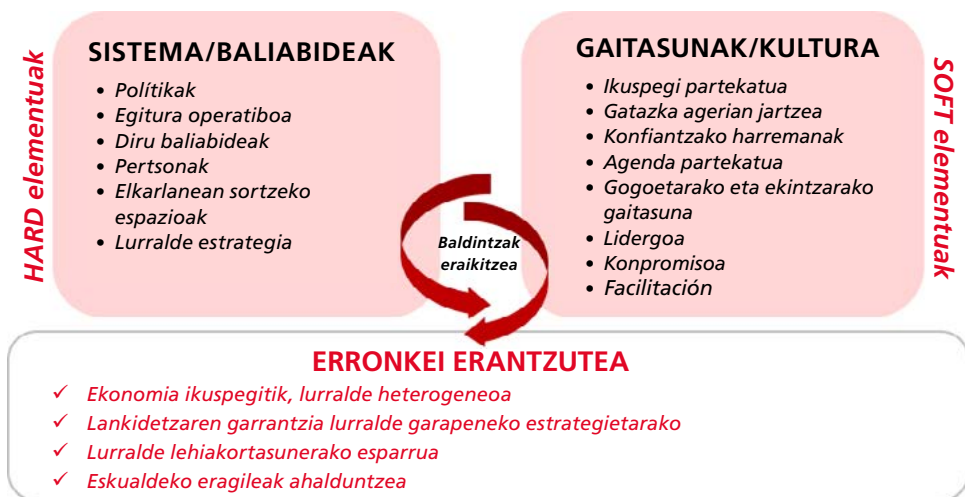 HARD elementuak
SISTEMA/BALIABIDEAK
• Polítikak
• Egitura operatiboa
• Diru baliabideak
• Pertsonak
• Elkarlanean sortzeko
espazioak
• Lurralde estrategia
GAITASUNAK/KULTURA
• Ikuspegi partekatua
• Gatazka agerian jartzea
• Konfiantzako harremanak
• Agenda partekatua
• Gogoetarako eta ekintzarako
gaitasuna
• Lidergoa
• Konpromisoa
• Facilitación
SOFT elementuak
Baldintzak
eraikitzea
ERRONKEI ERANTZUTEA
✓ Ekonomia ikuspegitik, lurralde heterogeneoa
✓ Lankidetzaren garrantzia lurralde garapeneko estrategietarako
✓ Lurralde lehiakortasunerako esparrua
✓ Eskualdeko eragileak ahalduntzea